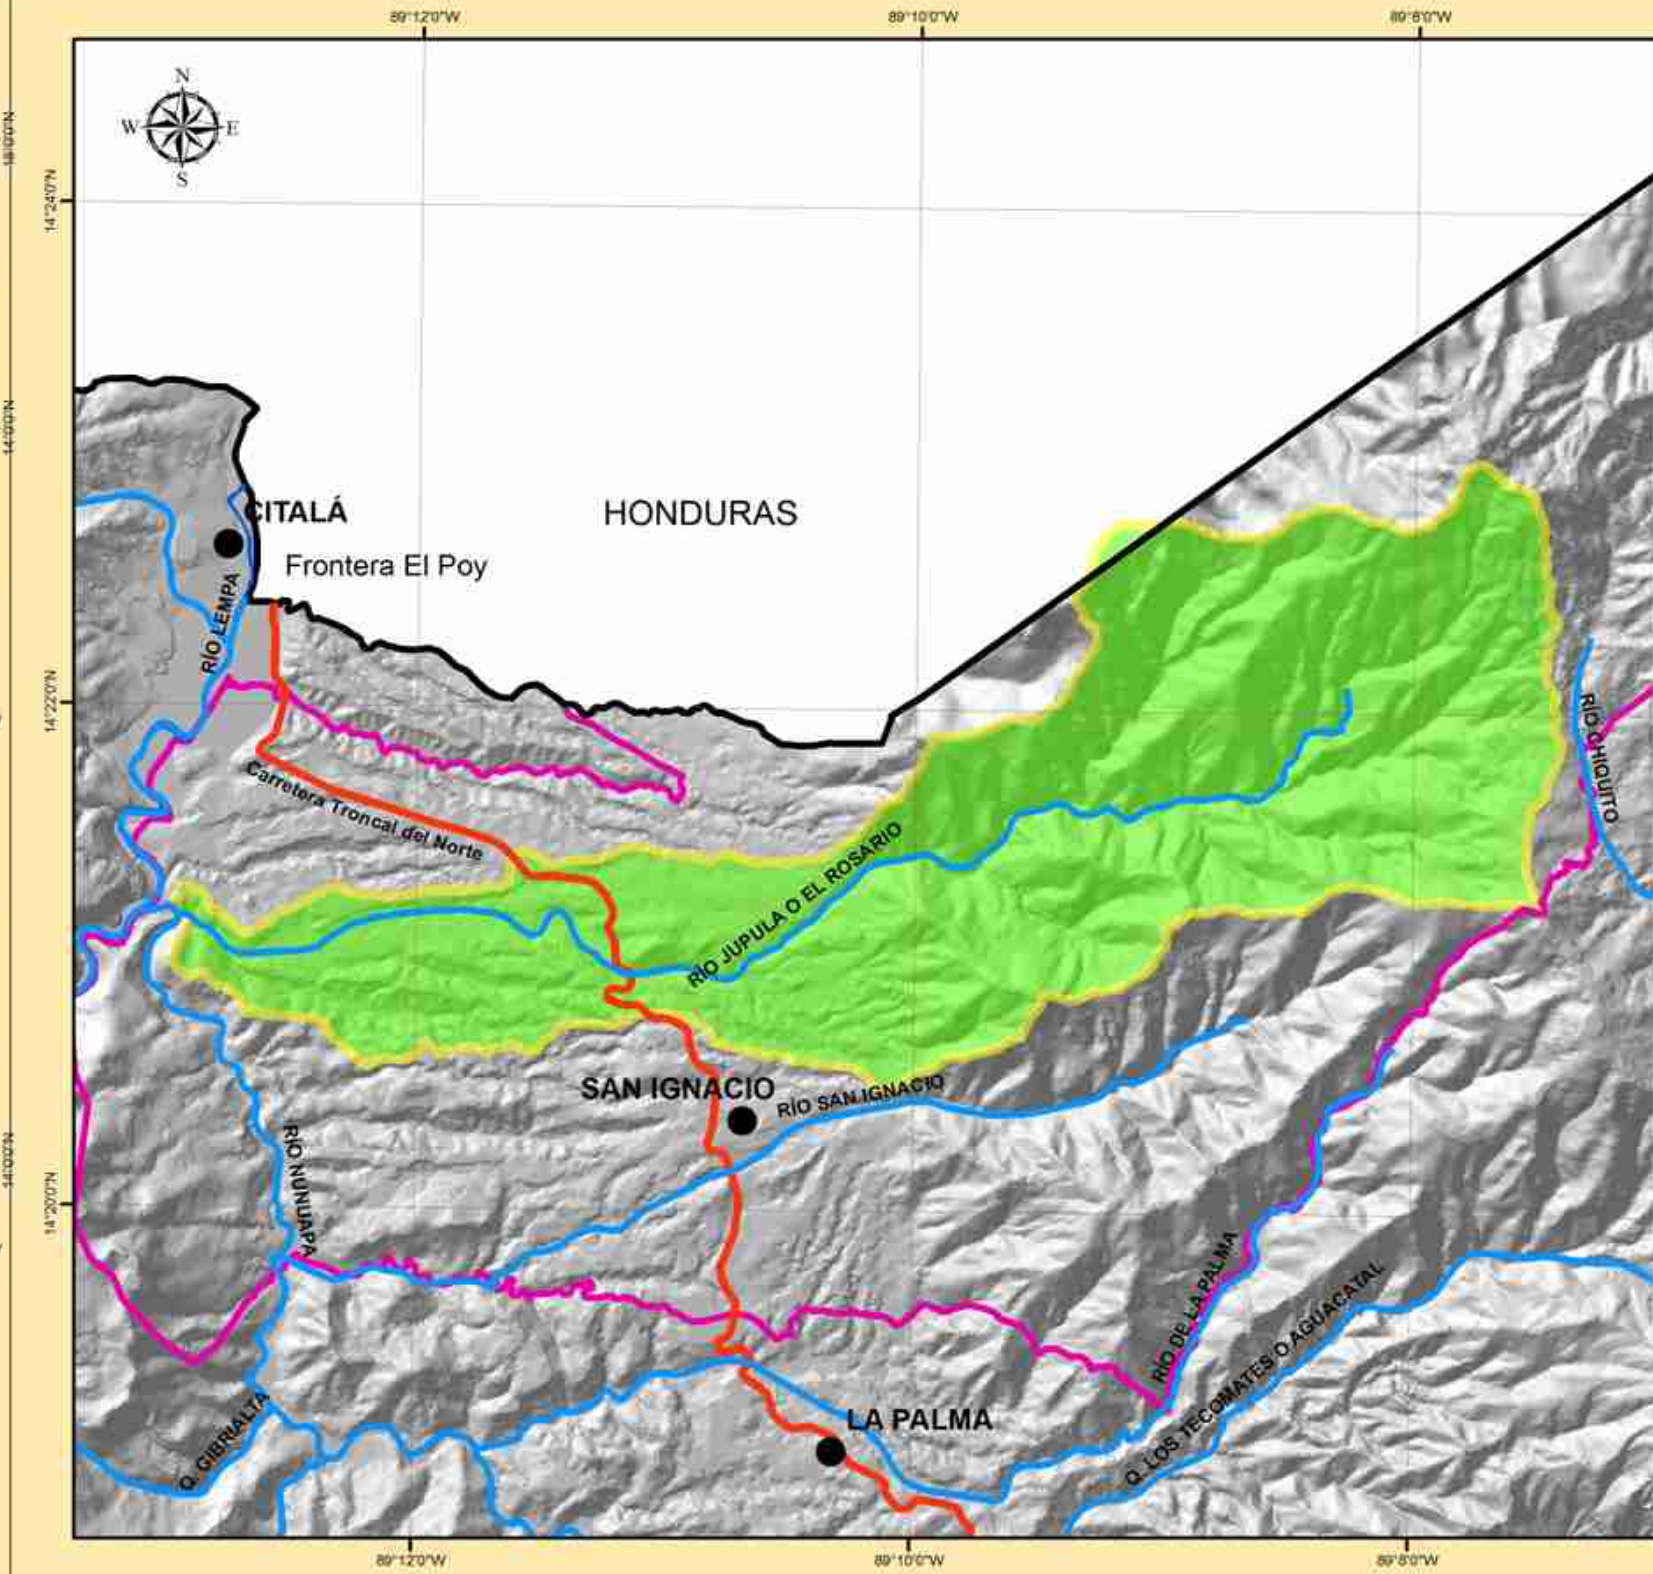 89°12'0"W 89°10'0"W 89°8'0"W
N
W E
S
14°24'0"N
CITALÁ
HONDURAS
Frontera El Poy
RÍO LEMPA
14°22'0"N
RÍO CHIQUITO
Carretera Troncal del Norte
RÍO JUPULA O EL ROSARIO
SAN IGNACIO
RÍO SAN IGNACIO
RÍO NUNUAPA
14°20'0"N
RÍO DE LA PALMA
Q. LOS TECOMATES O AGUACATAL
Q. GIBRIALTA
LA PALMA
89°12'0"W 89°10'0"W 89°8'0"W